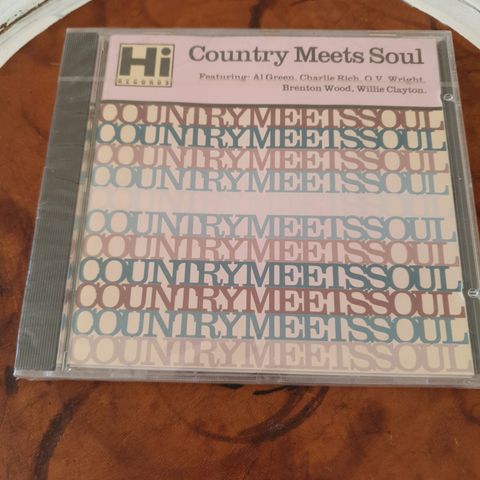 Hi
RECORDS
Country Meets Soul
Featuring: Al Green, Charlie Rich, O.V. Wright,
Brenton Wood, Willie Clayton.
COUNTRYMEETSSOUL
COUNTRYMEETSSOUL
COUNTRYMEETSSOUL
COUNTRYMEETSSOUL
COUNTRYMEETSSOUL
COUNTRYMEETSSOUL
COUNTRYMEETSSOUL
COUNTRYMEETSSOUL
COUNTRYMEETSSOUL
COUNTRYMEETSSOUL
COUNTRYMEETSSOUL